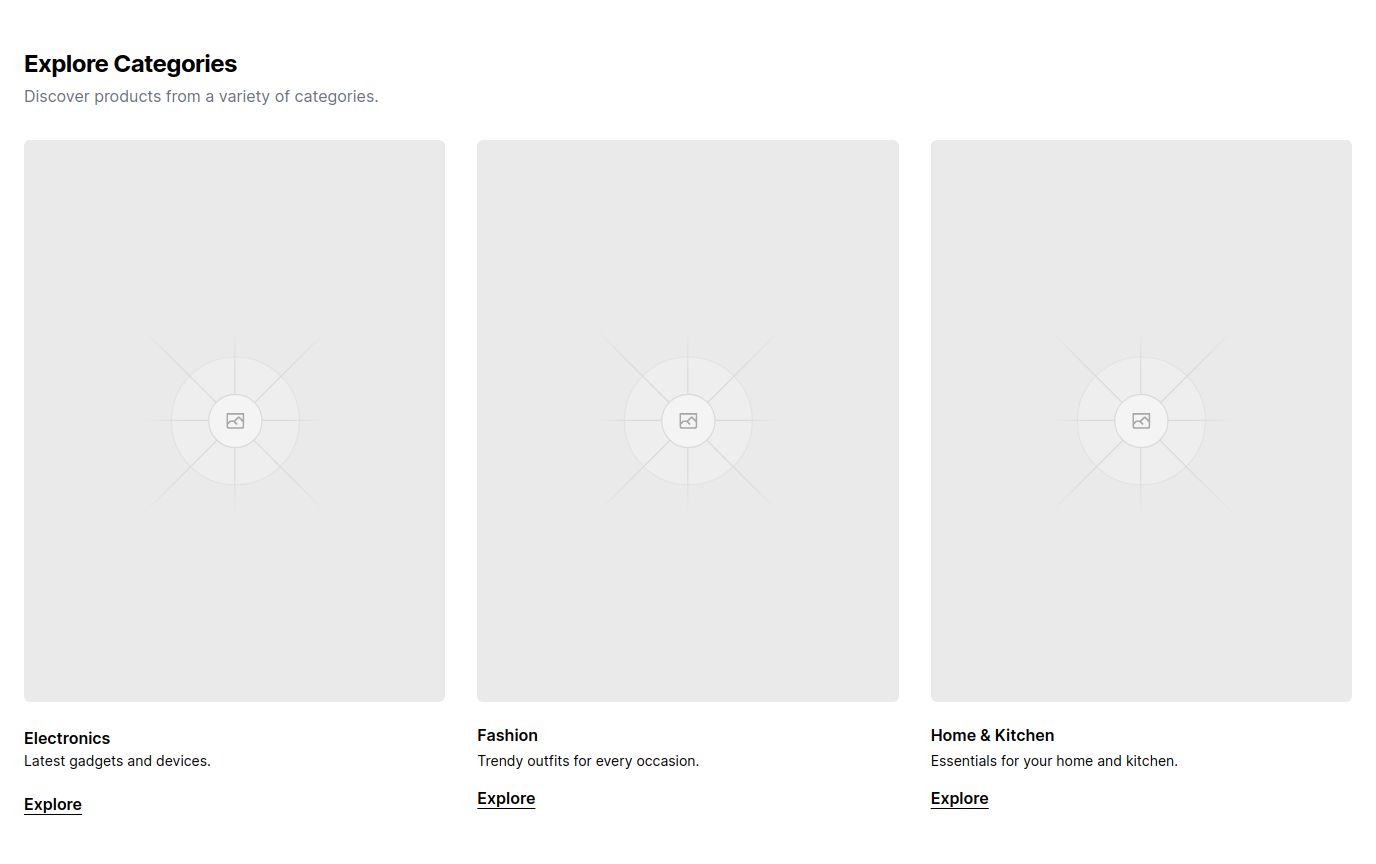 Explore Categories
Discover products from a variety of categories.
Electronics
Latest gadgets and devices.
Explore
Fashion
Trendy outfits for every occasion.
Explore
Home & Kitchen
Essentials for your home and kitchen.
Explore